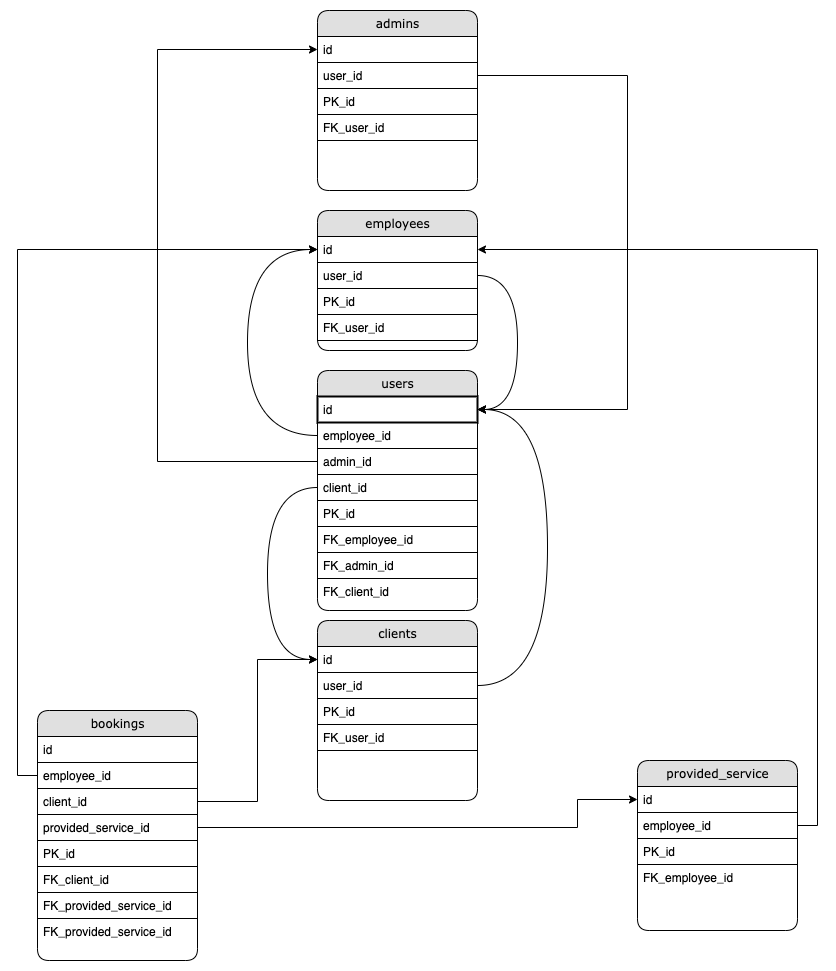 admins
id
user_id
PK_id
FK_user_id
employees
id
user_id
PK_id
FK_user_id
users
id
employee_id
admin_id
client_id
PK_id
FK_employee_id
FK_admin_id
FK_client_id
clients
id
user_id
PK_id
FK_user_id
bookings
id
employee_id
client_id
provided_service_id
PK_id
FK_client_id
FK_provided_service_id
FK_provided_service_id
provided_service
id
employee_id
PK_id
FK_employee_id